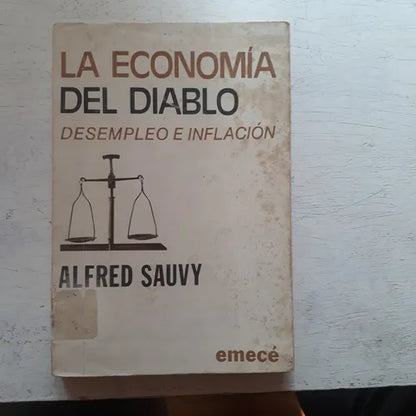 LA ECONOMÍA
DEL DIABLO
DESEMPLEO E INFLACIÓN
ALFRED SAUVY
emecé